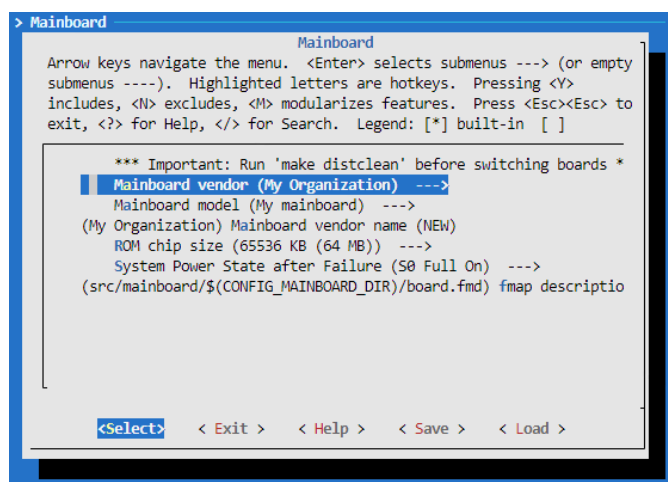 > Mainboard
Mainboard
Arrow keys navigate the menu. <Enter> selects submenus ---> (or empty
submenus ----). Highlighted letters are hotkeys. Pressing <Y>
includes, <N> excludes, <M> modularizes features. Press <Esc><Esc> to
exit, <?> for Help, </> for Search. Legend: [*] built-in [ ]
*** Important: Run 'make distclean' before switching boards *
Mainboard vendor (My Organization) --->
Mainboard model (My mainboard) --->
(My Organization) Mainboard vendor name (NEW)
ROM chip size (65536 KB (64 MB)) --->
System Power State after Failure (S0 Full On) --->
(src/mainboard/$(CONFIG_MAINBOARD_DIR)/board.fmd) fmap descriptio
<Select> < Exit > < Help > < Save > < Load >